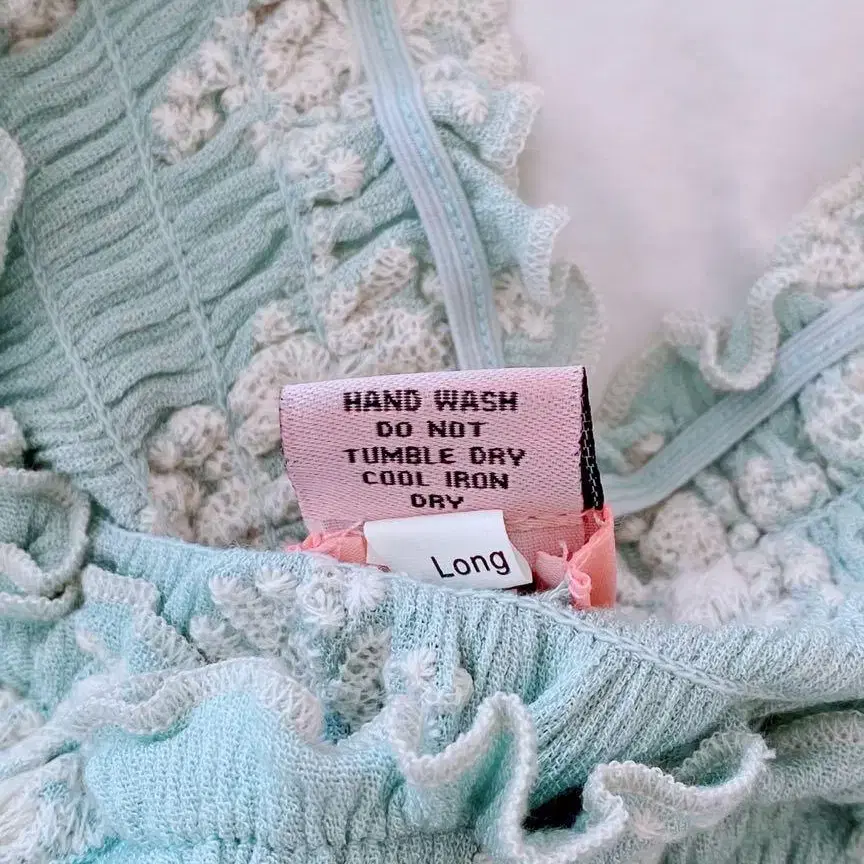 HAND WASH
DO NOT
TUMBLE DRY
COOL IRON
DRY
Long